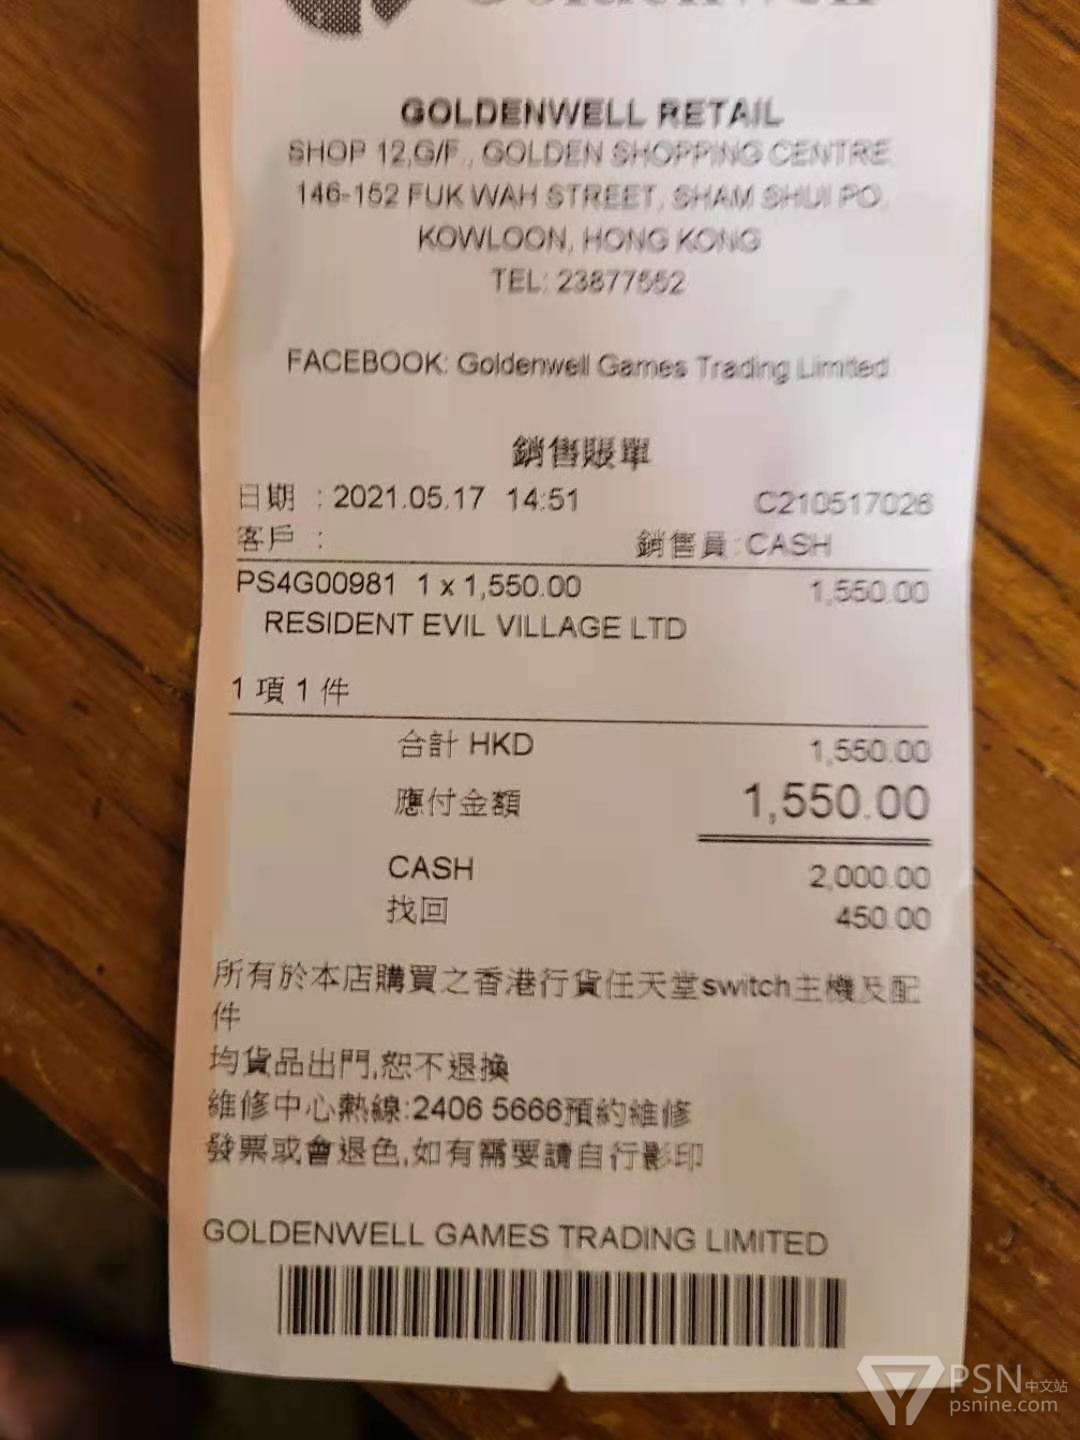 GOLDENWELL RETAIL
SHOP 12,G/F., GOLDEN SHOPPING CENTRE
146-152 FUK WAH STREET, SHAM SHUI PO,
KOWLOON, HONG KONG
TEL: 23877552
FACEBOOK: Goldenwell Games Trading Limited
銷售賬單
日期 : 2021.05.17 14:51 C210517026
客戶 : 銷售員:CASH
PS4G00981 1 x 1,550.00 1,550.00
RESIDENT EVIL VILLAGE LTD
1 項 1 件
合計 HKD 1,550.00
應付金額 1,550.00
CASH 2,000.00
找回 450.00
所有於本店購買之香港行貨任天堂switch主機及配
件
均貨品出門,恕不退換
維修中心熱線:2406 5666預約維修
發票或會退色,如有需要請自行影印
GOLDENWELL GAMES TRADING LIMITED
PSN中文站
psnine.com